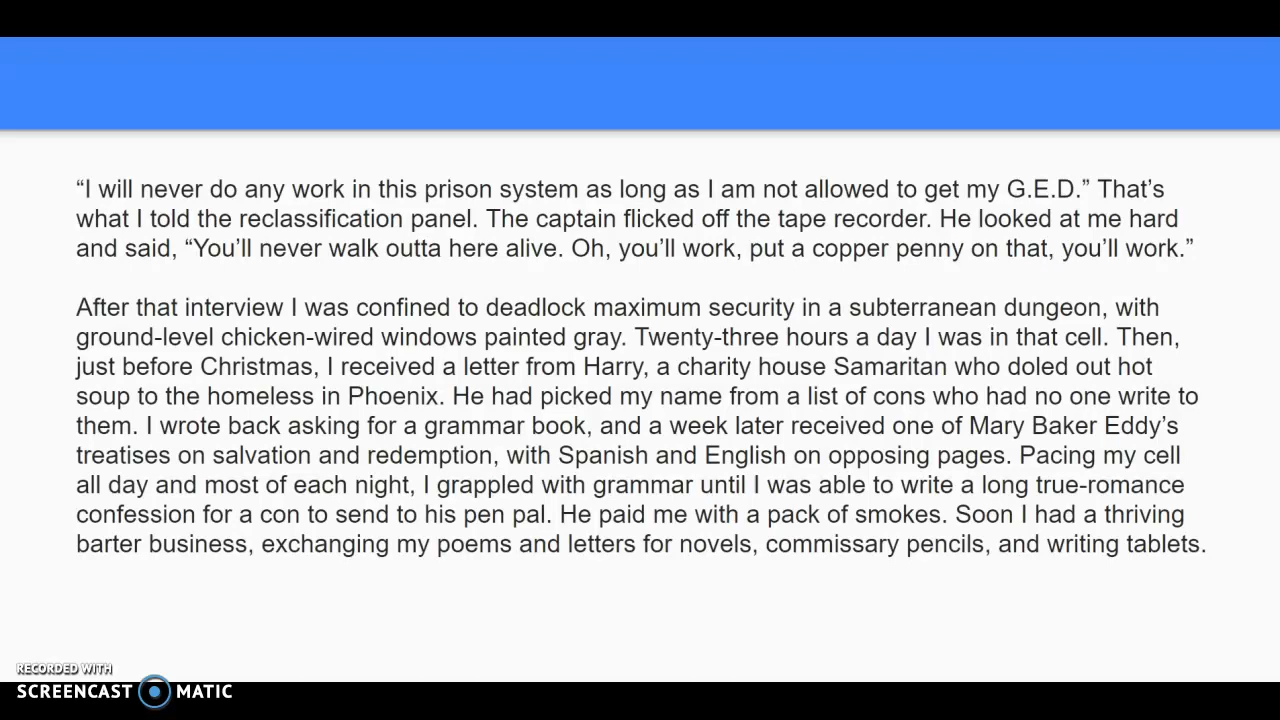 “I will never do any work in this prison system as long as I am not allowed to get my G.E.D.” That’s
what I told the reclassification panel. The captain flicked off the tape recorder. He looked at me hard
and said, “You’ll never walk outta here alive. Oh, you’ll work, put a copper penny on that, you’ll work.”
After that interview I was confined to deadlock maximum security in a subterranean dungeon, with
ground-level chicken-wired windows painted gray. Twenty-three hours a day I was in that cell. Then,
just before Christmas, I received a letter from Harry, a charity house Samaritan who doled out hot
soup to the homeless in Phoenix. He had picked my name from a list of cons who had no one write to
them. I wrote back asking for a grammar book, and a week later received one of Mary Baker Eddy’s
treatises on salvation and redemption, with Spanish and English on opposing pages. Pacing my cell
all day and most of each night, I grappled with grammar until I was able to write a long true-romance
confession for a con to send to his pen pal. He paid me with a pack of smokes. Soon I had a thriving
barter business, exchanging my poems and letters for novels, commissary pencils, and writing tablets.
RECORDED WITH
SCREENCAST MATIC